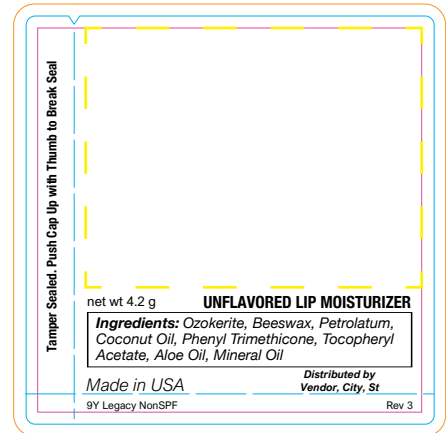 Tamper Sealed. Push Cap Up with Thumb to Break Seal
net wt 4.2 g
UNFLAVORED LIP MOISTURIZER
Ingredients: Ozokerite, Beeswax, Petrolatum,
Coconut Oil, Phenyl Trimethicone, Tocopheryl
Acetate, Aloe Oil, Mineral Oil
Made in USA
Distributed by
Vendor, City, St
9Y Legacy NonSPF
Rev 3